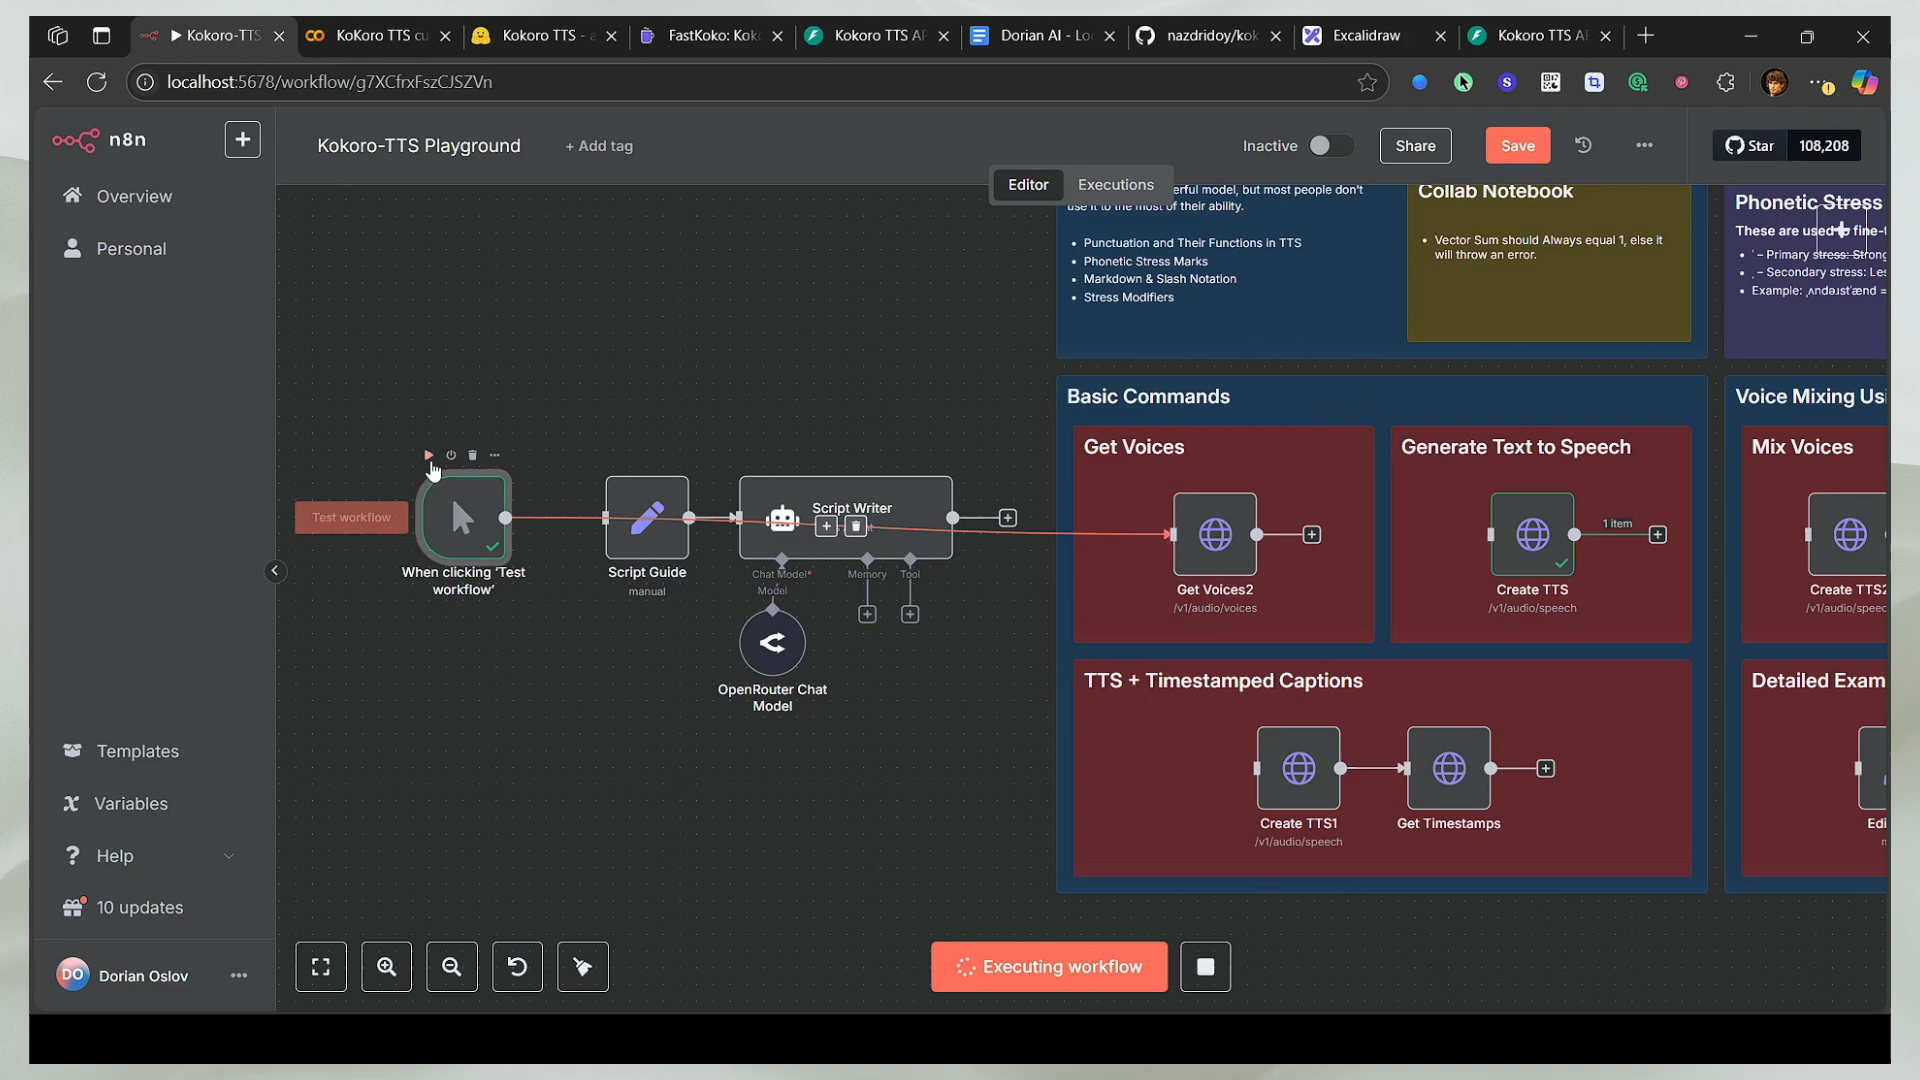 Kokoro-TTS
KoKoro TTS cu
Kokoro TTS - a
FastKoko: Kok
Kokoro TTS AP
Dorian AI - Lo
nazdridoy/kok
Excalidraw
Kokoro TTS AI
localhost:5678/workflow/g7XCfrxFszCJSZVn
n8n
Kokoro-TTS Playground
+ Add tag
Inactive
Share
Save
Star
108,208
Editor
Executions
Overview
Personal
Templates
Variables
Help
10 updates
DO
Dorian Oslov
erful model, but most people don't
use it to the most of their ability.
• Punctuation and Their Functions in TTS
• Phonetic Stress Marks
• Markdown & Slash Notation
• Stress Modifiers
Collab Notebook
• Vector Sum should Always equal 1, else it
will throw an error.
Phonetic Stress
These are used fine-t
• ˈ – Primary stress: Strong
• ˌ – Secondary stress: Les
• Example: ˌʌndəɹstˈænd =
Test workflow
When clicking 'Test
workflow'
Script Guide
manual
Script Writer
Chat Model*
Memory
Tool
Model
OpenRouter Chat
Model
Basic Commands
Get Voices
Get Voices2
/v1/audio/voices
Generate Text to Speech
1 item
Create TTS
/v1/audio/speech
TTS + Timestamped Captions
Create TTS1
/v1/audio/speech
Get Timestamps
Voice Mixing Usi
Mix Voices
Create TTS2
/v1/audio/speec
Detailed Exam
Edi
Executing workflow